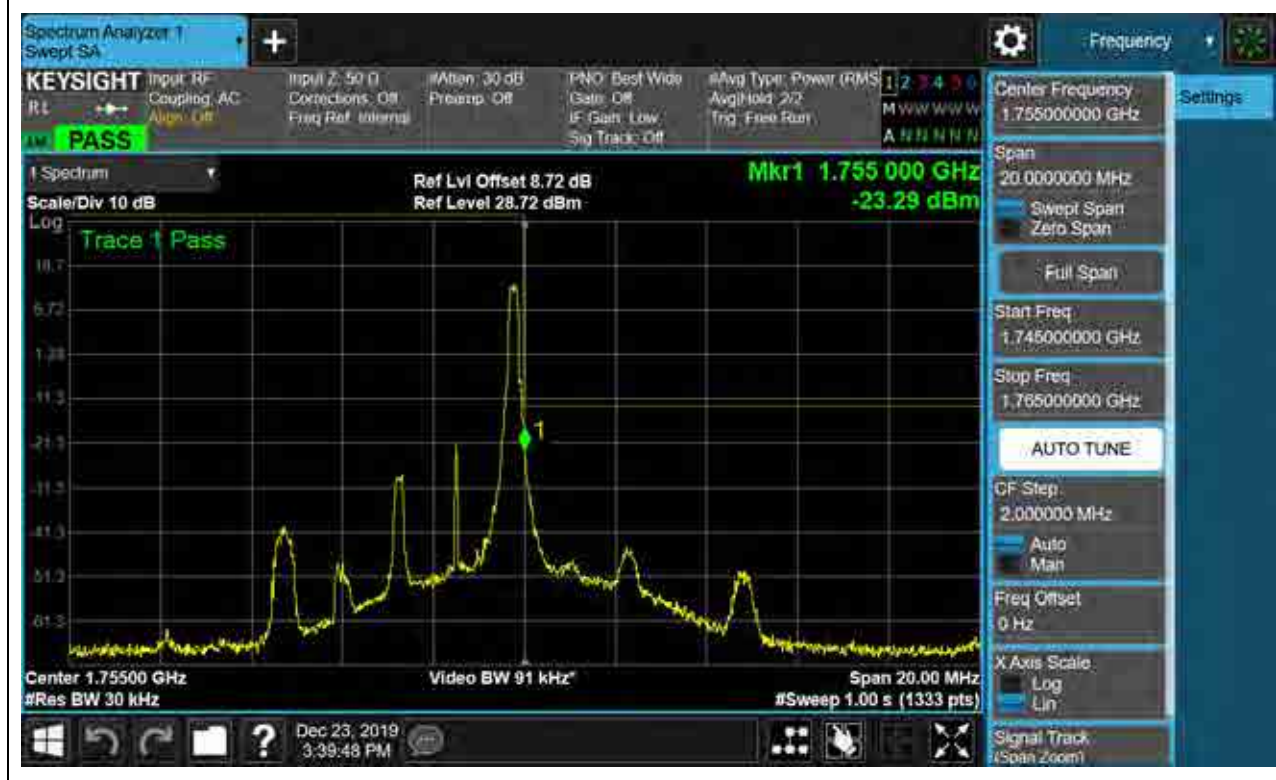 Spectrum Analyzer 1
Swept SA
Frequency
KEYSIGHT
Input: RF
Coupling: AC
Align: Off
Input Z: 50 Ω
Corrections: Off
Freq Ref: Internal
#Atten: 30 dB
Preamp: Off
PNO: Best Wide
Gate: Off
IF Gain: Low
Sig Track: Off
#Avg Type: Power (RMS
Avg|Hold: 2/2
Trig: Free Run
1 2 3 4 5 6
M W W W W W
A N N N N N
R L
PASS
Settings
Center Frequency
1.755000000 GHz
Span
20.0000000 MHz
Swept Span
Zero Span
Full Span
Start Freq
1.745000000 GHz
Stop Freq
1.765000000 GHz
AUTO TUNE
CF Step
2.000000 MHz
Auto
Man
Freq Offset
0 Hz
X Axis Scale
Log
Lin
Signal Track
(Span Zoom)
1 Spectrum
Scale/Div 10 dB
Ref Lvl Offset 8.72 dB
Ref Level 28.72 dBm
Mkr1 1.755 000 GHz
-23.29 dBm
Log
Trace 1 Pass
18.7
8.72
-1.28
-11.3
-21.3
-31.3
-41.3
-51.3
-61.3
1
Center 1.75500 GHz
#Res BW 30 kHz
Video BW 91 kHz*
Span 20.00 MHz
#Sweep 1.00 s (1333 pts)
Dec 23, 2019
3:39:48 PM